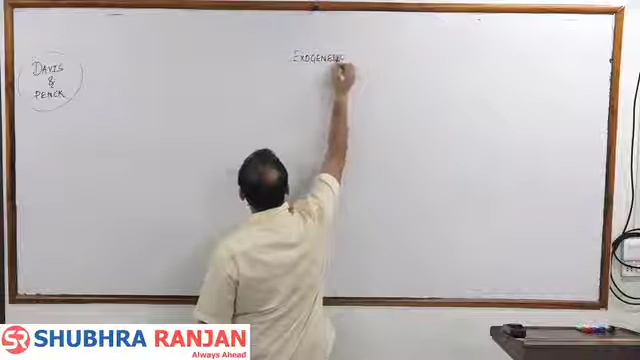 DAVIS
&
PENCK
EXOGENETIC
SR SHUBHRA RANJAN
Always Ahead